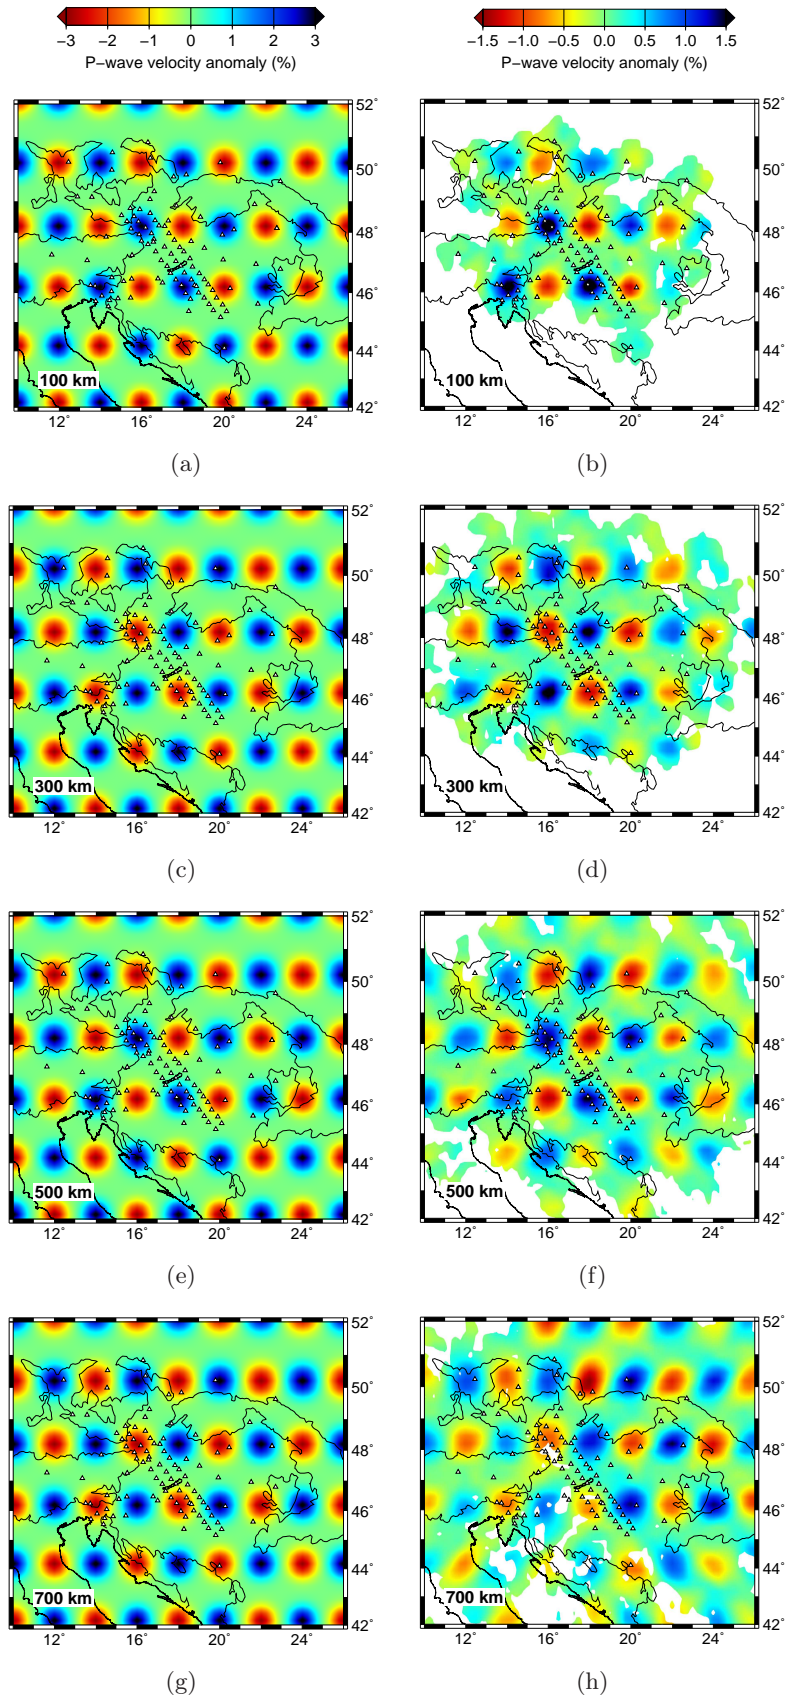 −3 −2 −1 0 1 2 3
P−wave velocity anomaly (%)
−1.5 −1.0 −0.5 0.0 0.5 1.0 1.5
P−wave velocity anomaly (%)
52˚
50˚
48˚
46˚
44˚
42˚
100 km
12˚ 16˚ 20˚ 24˚
(a)
52˚
50˚
48˚
46˚
44˚
42˚
100 km
12˚ 16˚ 20˚ 24˚
(b)
52˚
50˚
48˚
46˚
44˚
42˚
300 km
12˚ 16˚ 20˚ 24˚
(c)
52˚
50˚
48˚
46˚
44˚
42˚
300 km
12˚ 16˚ 20˚ 24˚
(d)
52˚
50˚
48˚
46˚
44˚
42˚
500 km
12˚ 16˚ 20˚ 24˚
(e)
52˚
50˚
48˚
46˚
44˚
42˚
500 km
12˚ 16˚ 20˚ 24˚
(f)
52˚
50˚
48˚
46˚
44˚
42˚
700 km
12˚ 16˚ 20˚ 24˚
(g)
52˚
50˚
48˚
46˚
44˚
42˚
700 km
12˚ 16˚ 20˚ 24˚
(h)